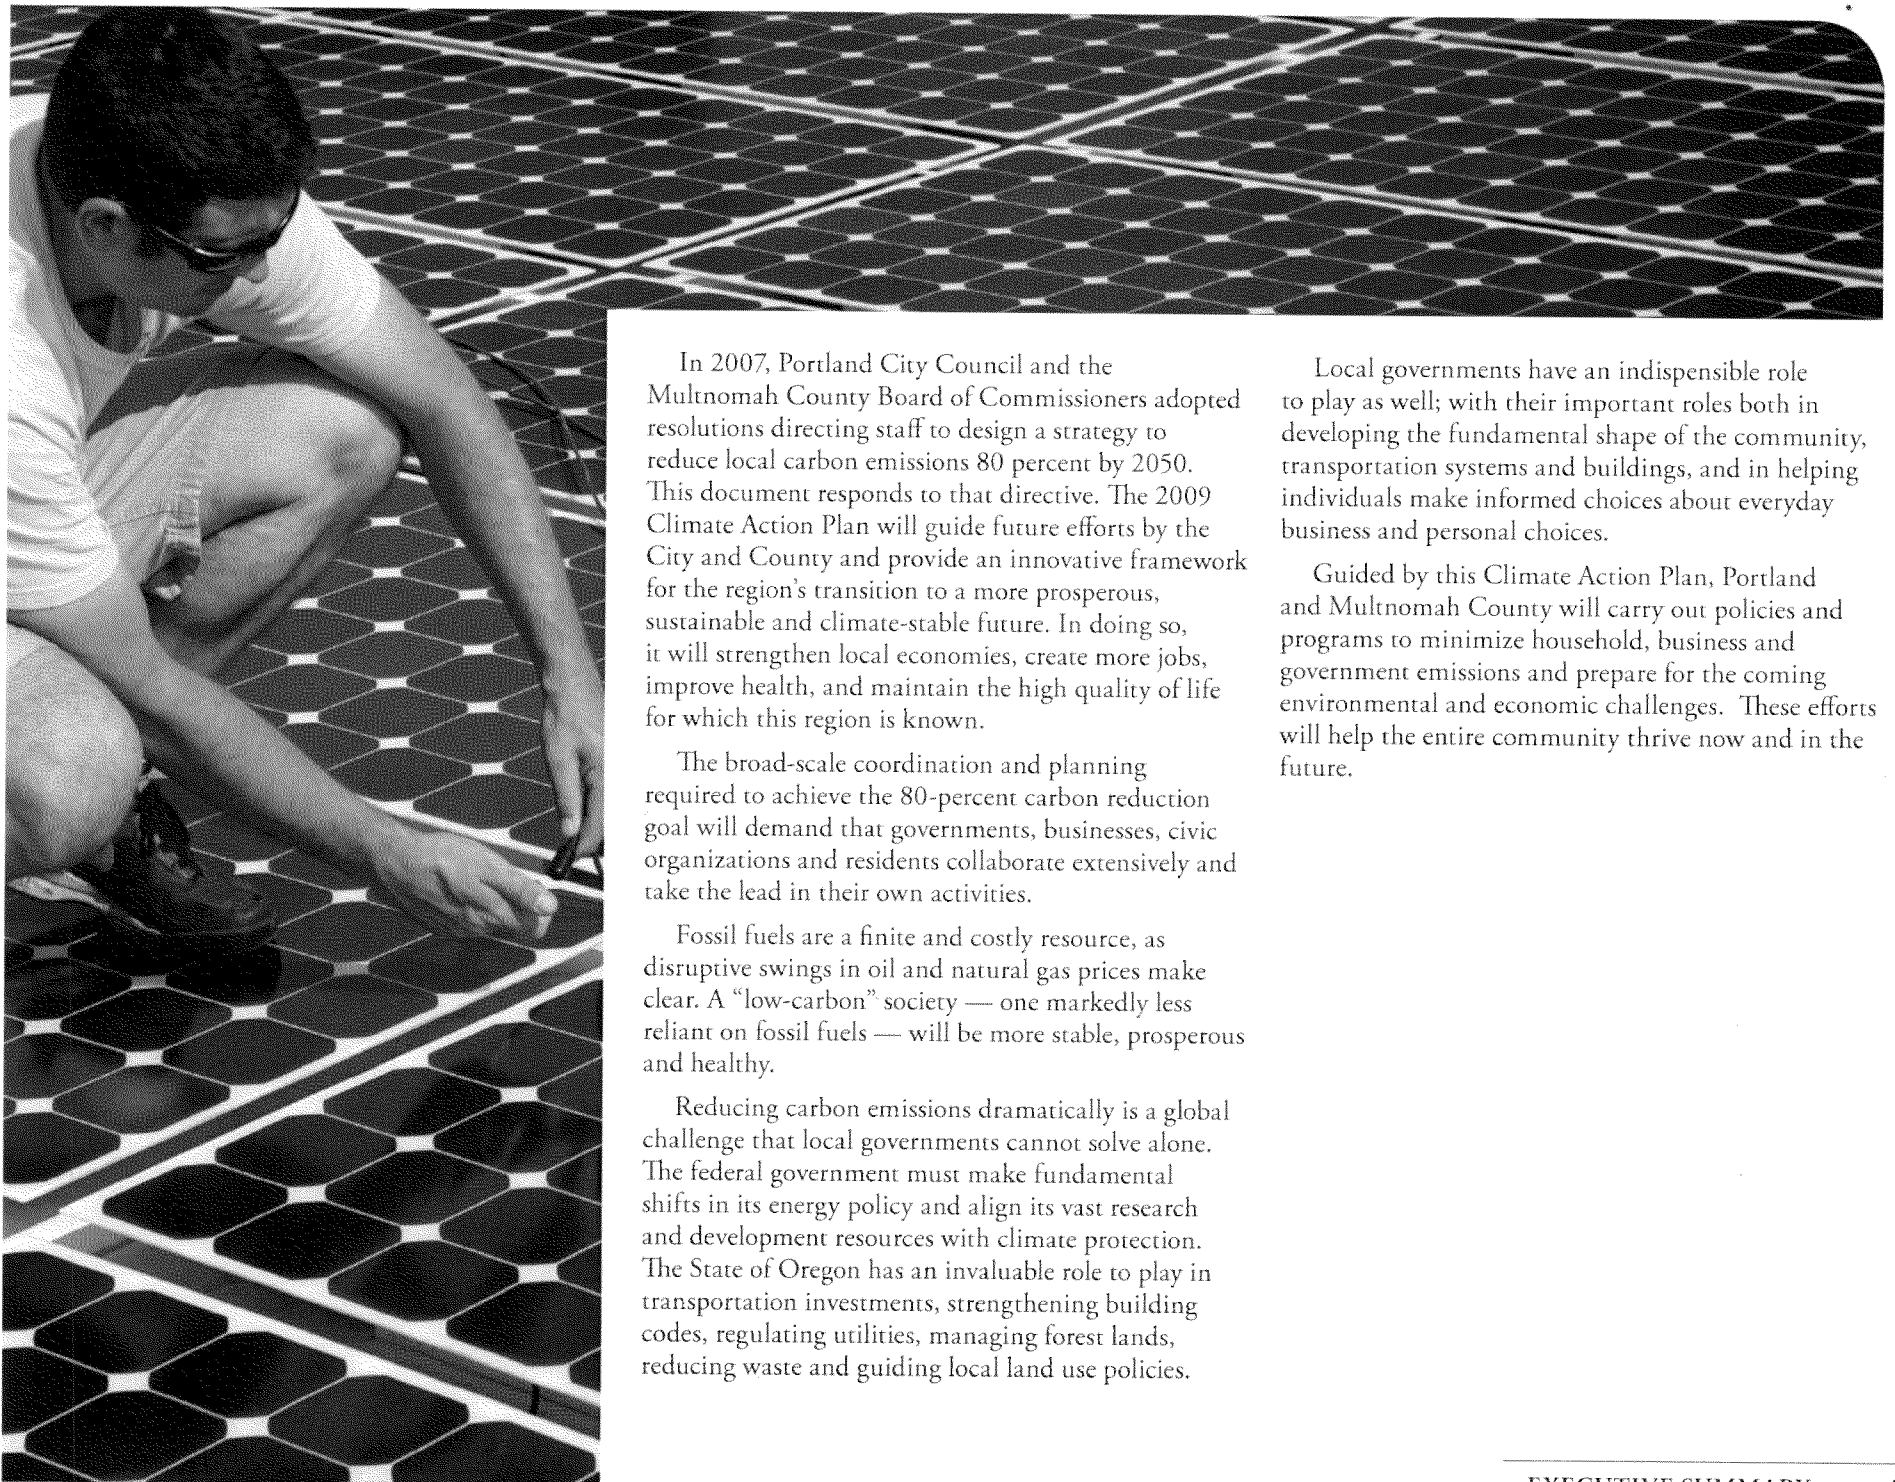 In 2007, Portland City Council and the
Multnomah County Board of Commissioners adopted
resolutions directing staff to design a strategy to
reduce local carbon emissions 80 percent by 2050.
This document responds to that directive. The 2009
Climate Action Plan will guide future efforts by the
City and County and provide an innovative framework
for the region's transition to a more prosperous,
sustainable and climate-stable future. In doing so,
it will strengthen local economies, create more jobs,
improve health, and maintain the high quality of life
for which this region is known.
The broad-scale coordination and planning
required to achieve the 80-percent carbon reduction
goal will demand that governments, businesses, civic
organizations and residents collaborate extensively and
take the lead in their own activities.
Fossil fuels are a finite and costly resource, as
disruptive swings in oil and natural gas prices make
clear. A “low-carbon” society — one markedly less
reliant on fossil fuels — will be more stable, prosperous
and healthy.
Reducing carbon emissions dramatically is a global
challenge that local governments cannot solve alone.
The federal government must make fundamental
shifts in its energy policy and align its vast research
and development resources with climate protection.
The State of Oregon has an invaluable role to play in
transportation investments, strengthening building
codes, regulating utilities, managing forest lands,
reducing waste and guiding local land use policies.
Local governments have an indispensible role
to play as well; with their important roles both in
developing the fundamental shape of the community,
transportation systems and buildings, and in helping
individuals make informed choices about everyday
business and personal choices.
Guided by this Climate Action Plan, Portland
and Multnomah County will carry out policies and
programs to minimize household, business and
government emissions and prepare for the coming
environmental and economic challenges. These efforts
will help the entire community thrive now and in the
future.
EXECUTIVE SUMMARY